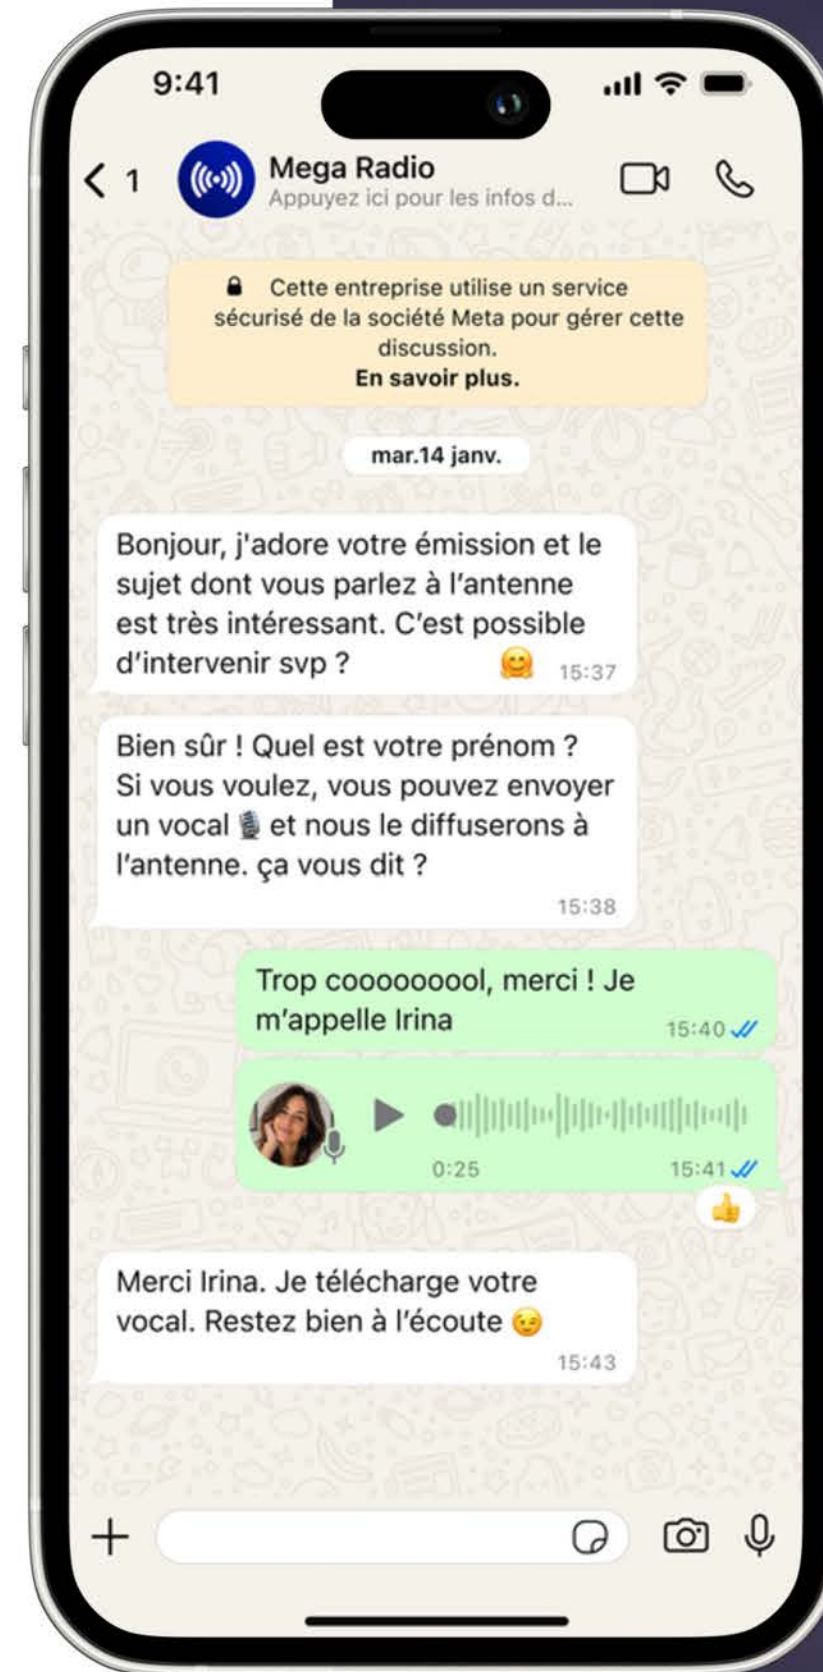 9:41
1
Mega Radio
Appuyez ici pour les infos d...
Cette entreprise utilise un service
sécurisé de la société Meta pour gérer cette
discussion.
En savoir plus.
mar.14 janv.
Bonjour, j'adore votre émission et le
sujet dont vous parlez à l’antenne
est très intéressant. C’est possible
d’intervenir svp ? 🤗 15:37
Bien sûr ! Quel est votre prénom ?
Si vous voulez, vous pouvez envoyer
un vocal 🎙️ et nous le diffuserons à
l’antenne. ça vous dit ?
15:38
Trop cooooooool, merci ! Je
m’appelle Irina 15:40
0:25 15:41
👍
Merci Irina. Je télécharge votre
vocal. Restez bien à l’écoute 😉
15:43